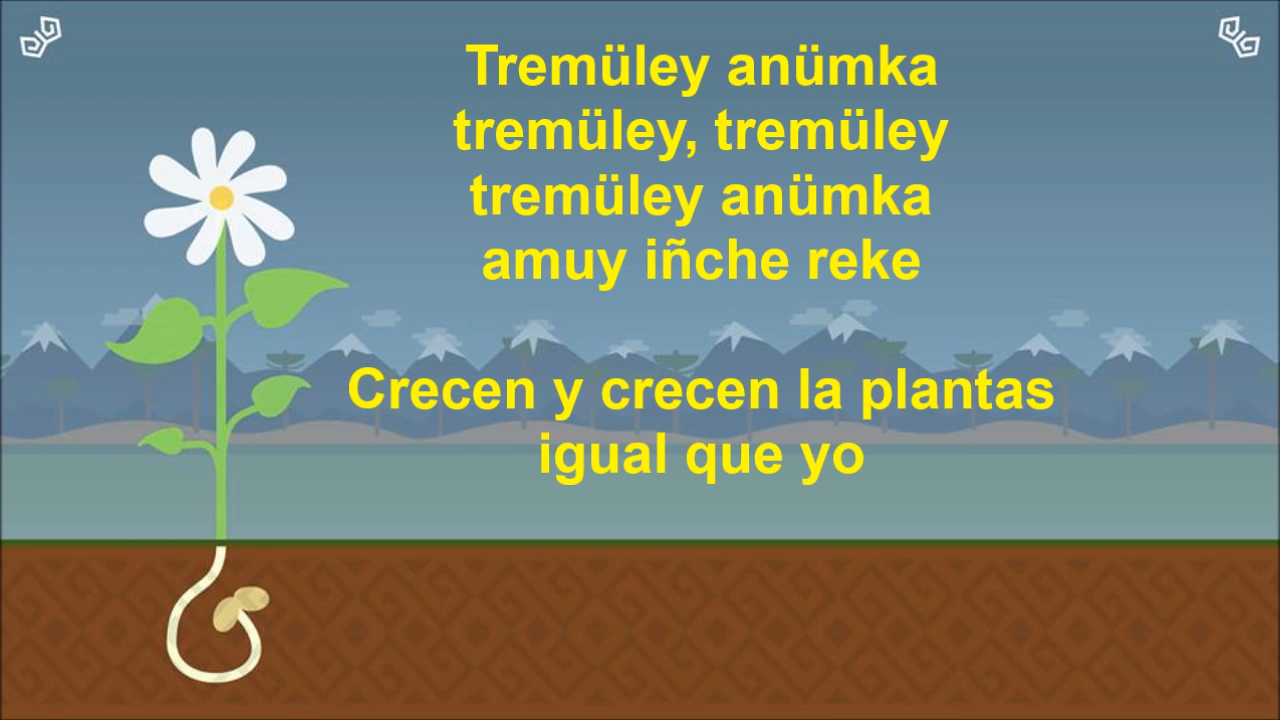 Tremüley anümka
tremüley, tremüley
tremüley anümka
amuy iñche reke
Crecen y crecen la plantas
igual que yo